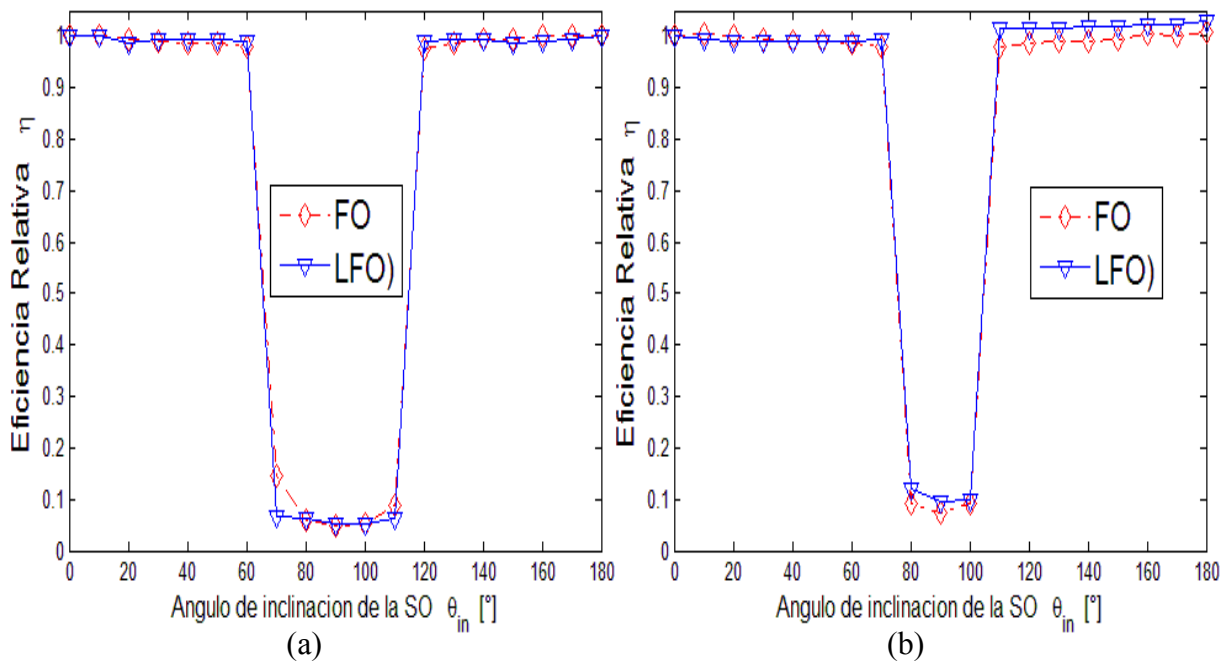 1
0.9
0.8
0.7
0.6
0.5
0.4
0.3
0.2
0.1
0
Eficiencia Relativa η
FO
LFO)
0 20 40 60 80 100 120 140 160 180
Angulo de inclinacion de la SO θin [°]
(a)
1
0.9
0.8
0.7
0.6
0.5
0.4
0.3
0.2
0.1
0
Eficiencia Relativa η
FO
LFO)
0 20 40 60 80 100 120 140 160 180
Angulo de inclinacion de la SO θin [°]
(b)